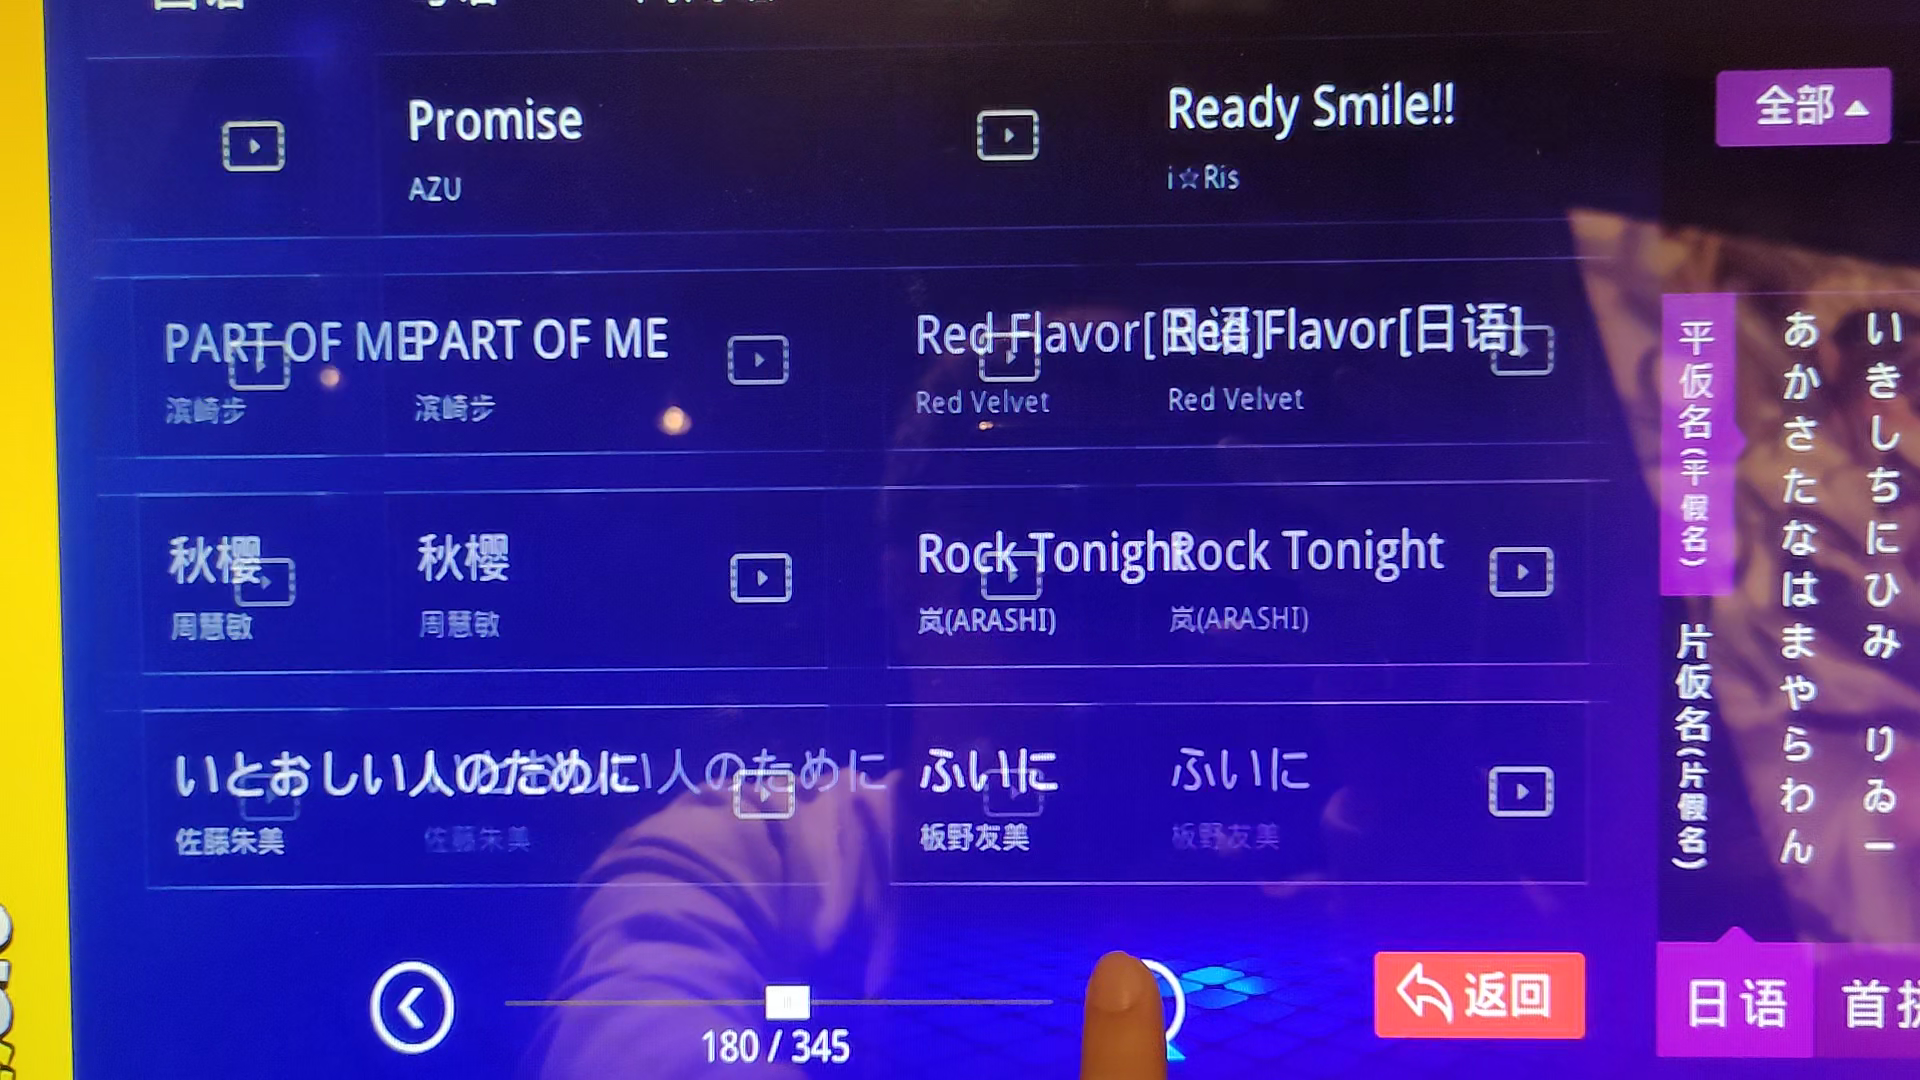 Promise
AZU
Ready Smile!!
i☆Ris
全部
PART OF ME
PART OF ME
滨崎步
滨崎步
Red Flavor[日语]
Red Flavor[日语]
Red Velvet
Red Velvet
秋櫻
秋櫻
周慧敏
周慧敏
Rock Tonight
Rock Tonight
岚(ARASHI)
岚(ARASHI)
いとおしい人のために
いとおしい人のために
佐藤朱美
佐藤朱美
ふいに
ふいに
板野友美
板野友美
180 / 345
返回
平仮名(平假名)
片仮名(片假名)
あかさたなはまやらわん
いきしちにひみ りゐー
日语
首